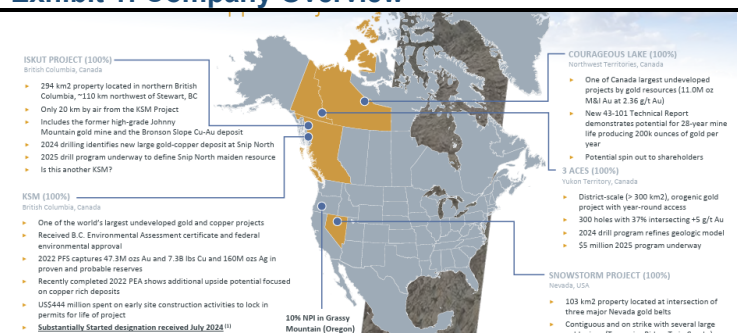 ISKUT PROJECT (100%)
British Columbia, Canada
► 294 km2 property located in northern British
Columbia, ~110 km northwest of Stewart, BC
► Only 20 km by air from the KSM Project
► Includes the former high-grade Johnny
Mountain gold mine and the Bronson Slope Cu-Au deposit
► 2024 drilling identifies new large gold-copper deposit at Snip North
► 2025 drill program underway to define Snip North maiden resource
► Is this another KSM?
KSM (100%)
British Columbia, Canada
► One of the world's largest undeveloped gold and copper projects
► Received B.C. Environmental Assessment certificate and federal
environmental approval
► 2022 PFS captures 47.3M ozs Au and 7.3B lbs Cu and 160M ozs Ag in
proven and probable reserves
► Recently completed 2022 PEA shows additional upside potential focused
on copper rich deposits
► US$444 million spent on early site construction activities to lock in
permits for life of project
► Substantially Started designation received July 2024 (1)
10% NPI in Grassy
Mountain (Oregon)
COURAGEOUS LAKE (100%)
Northwest Territories, Canada
► One of Canada largest undeveloped
projects by gold resources (11.0M oz
M&I Au at 2.36 g/t Au)
► New 43-101 Technical Report
demonstrates potential for 28-year mine
life producing 200k ounces of gold per
year
► Potential spin out to shareholders
3 ACES (100%)
Yukon Territory, Canada
► District-scale (> 300 km2), orogenic gold
project with year-round access
► 300 holes with 37% intersecting +5 g/t Au
► 2024 drill program refines geologic model
► $5 million 2025 program underway
SNOWSTORM PROJECT (100%)
Nevada, USA
► 103 km2 property located at intersection of
three major Nevada gold belts
► Contiguous and on strike with several large